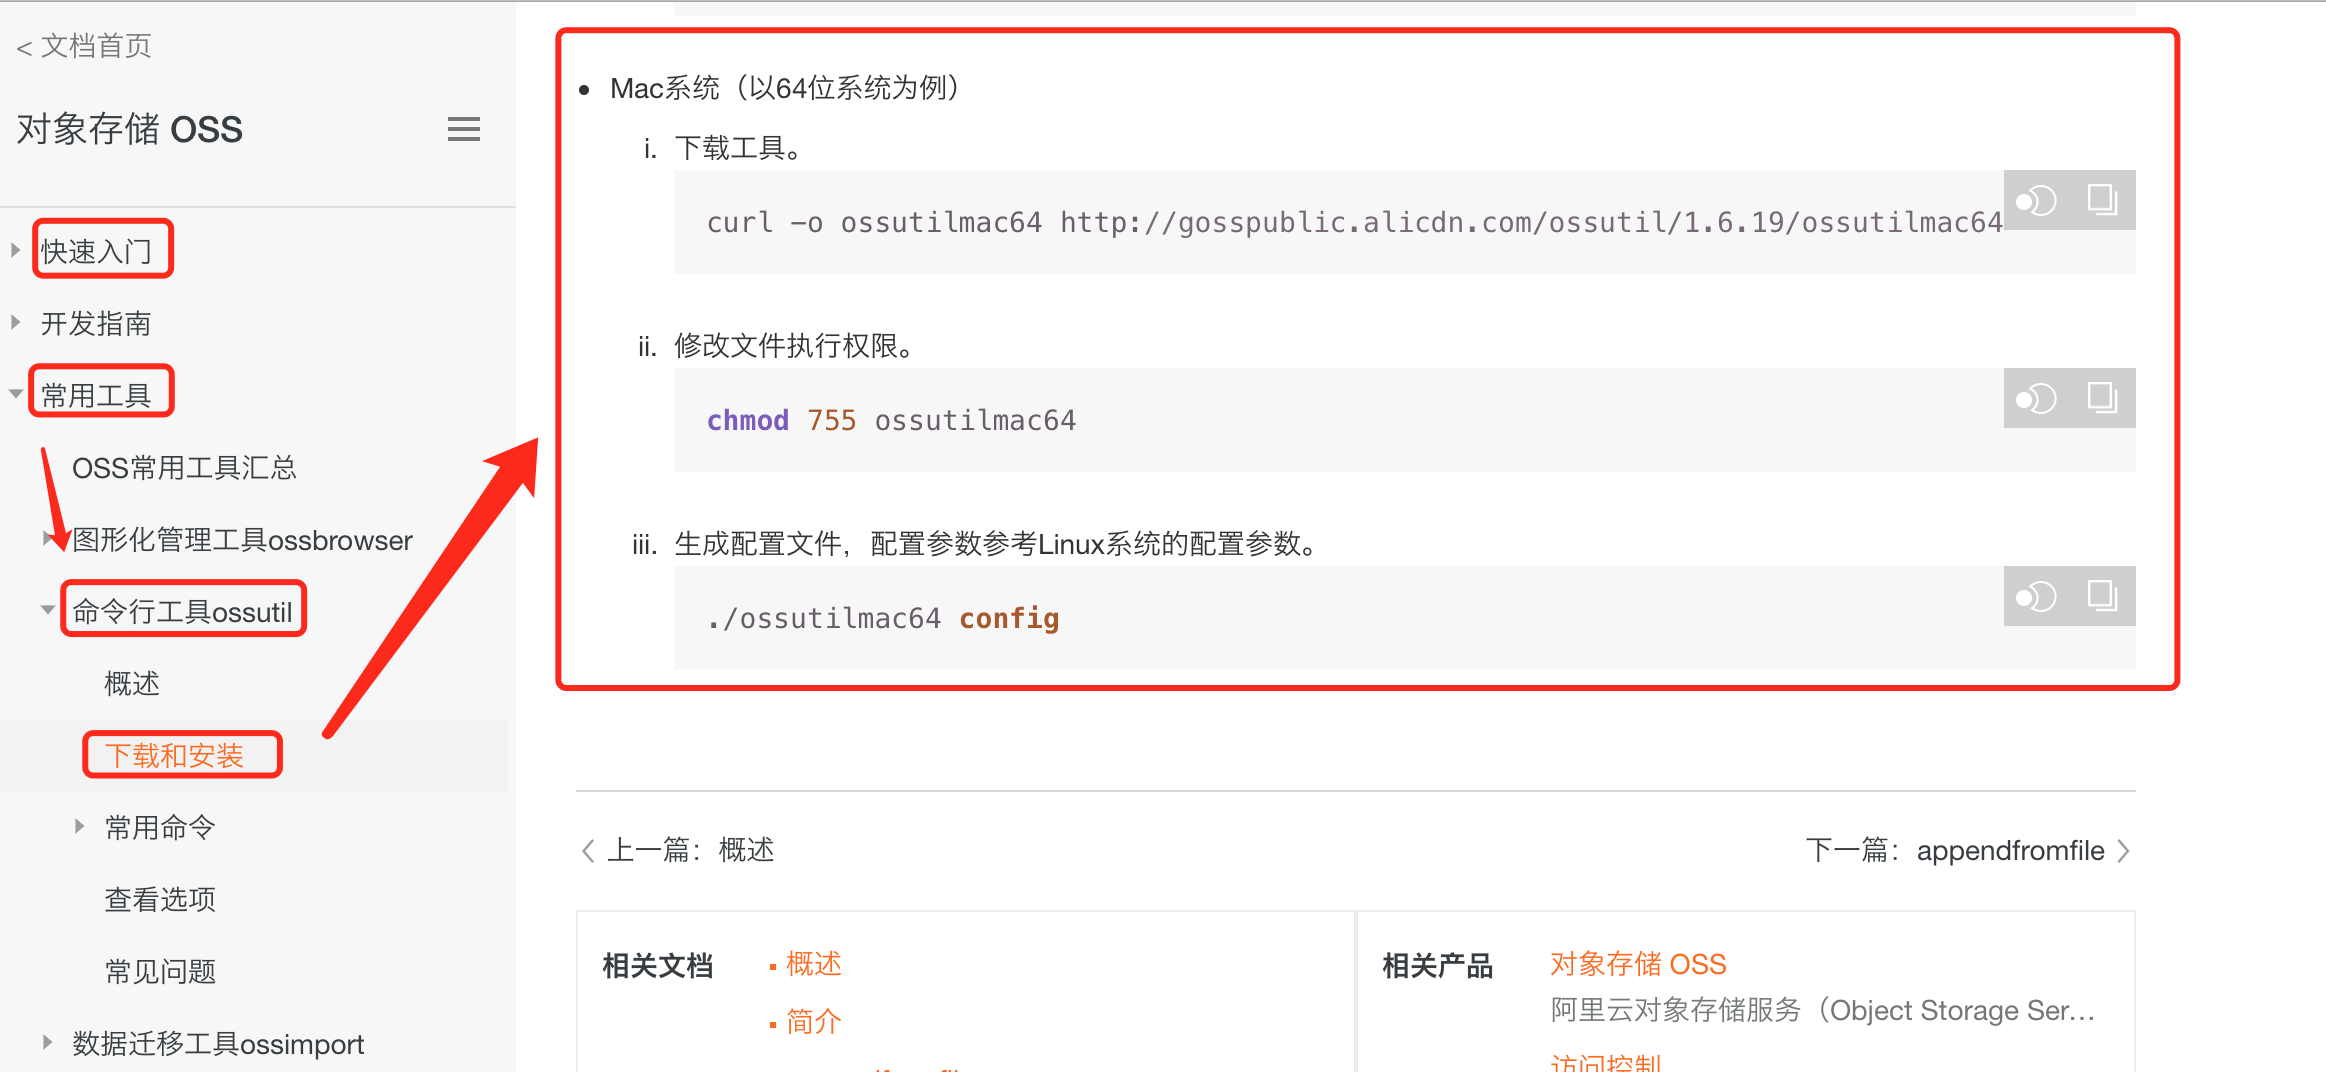 < 文档首页
对象存储 OSS
快速入门
开发指南
常用工具
OSS常用工具汇总
图形化管理工具ossbrowser
命令行工具ossutil
概述
下载和安装
常用命令
查看选项
常见问题
数据迁移工具ossimport
Mac系统（以64位系统为例）
i. 下载工具。
curl -o ossutilmac64 http://gosspublic.alicdn.com/ossutil/1.6.19/ossutilmac64
ii. 修改文件执行权限。
chmod 755 ossutilmac64
iii. 生成配置文件，配置参数参考Linux系统的配置参数。
./ossutilmac64 config
上一篇：概述
下一篇：appendfromfile
相关文档
概述
简介
相关产品
对象存储 OSS
阿里云对象存储服务（Object Storage Ser...
访问控制